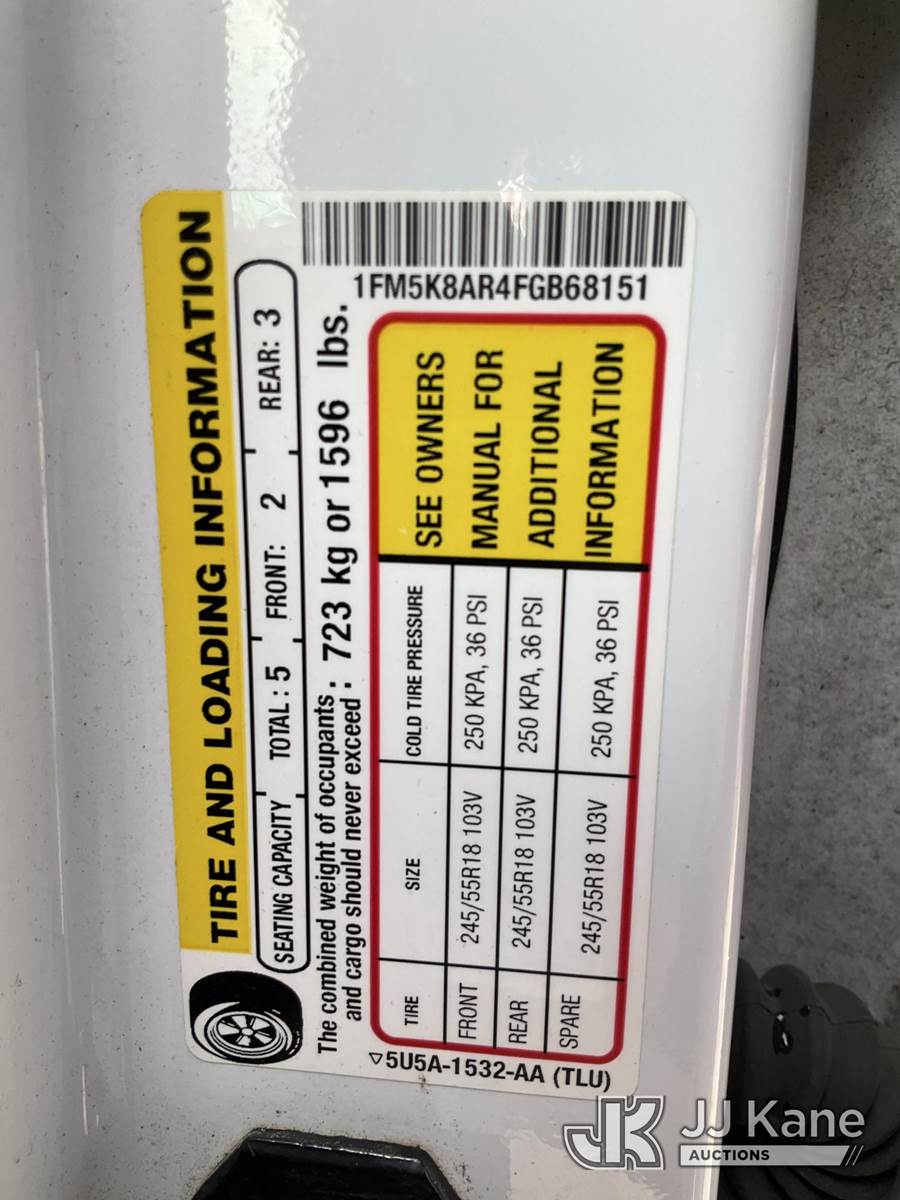 TIRE AND LOADING INFORMATION
SEATING CAPACITY TOTAL : 5 FRONT: 2 REAR: 3
The combined weight of occupants : 723 kg or 1596 lbs.
and cargo should never exceed :
TIRE SIZE COLD TIRE PRESSURE
FRONT 245/55R18 103V 250 KPA, 36 PSI
REAR 245/55R18 103V 250 KPA, 36 PSI
SPARE 245/55R18 103V 250 KPA, 36 PSI
SEE OWNERS
MANUAL FOR
ADDITIONAL
INFORMATION
1FM5K8AR4FGB68151
5U5A-1532-AA (TLU)
JK JJ Kane
AUCTIONS